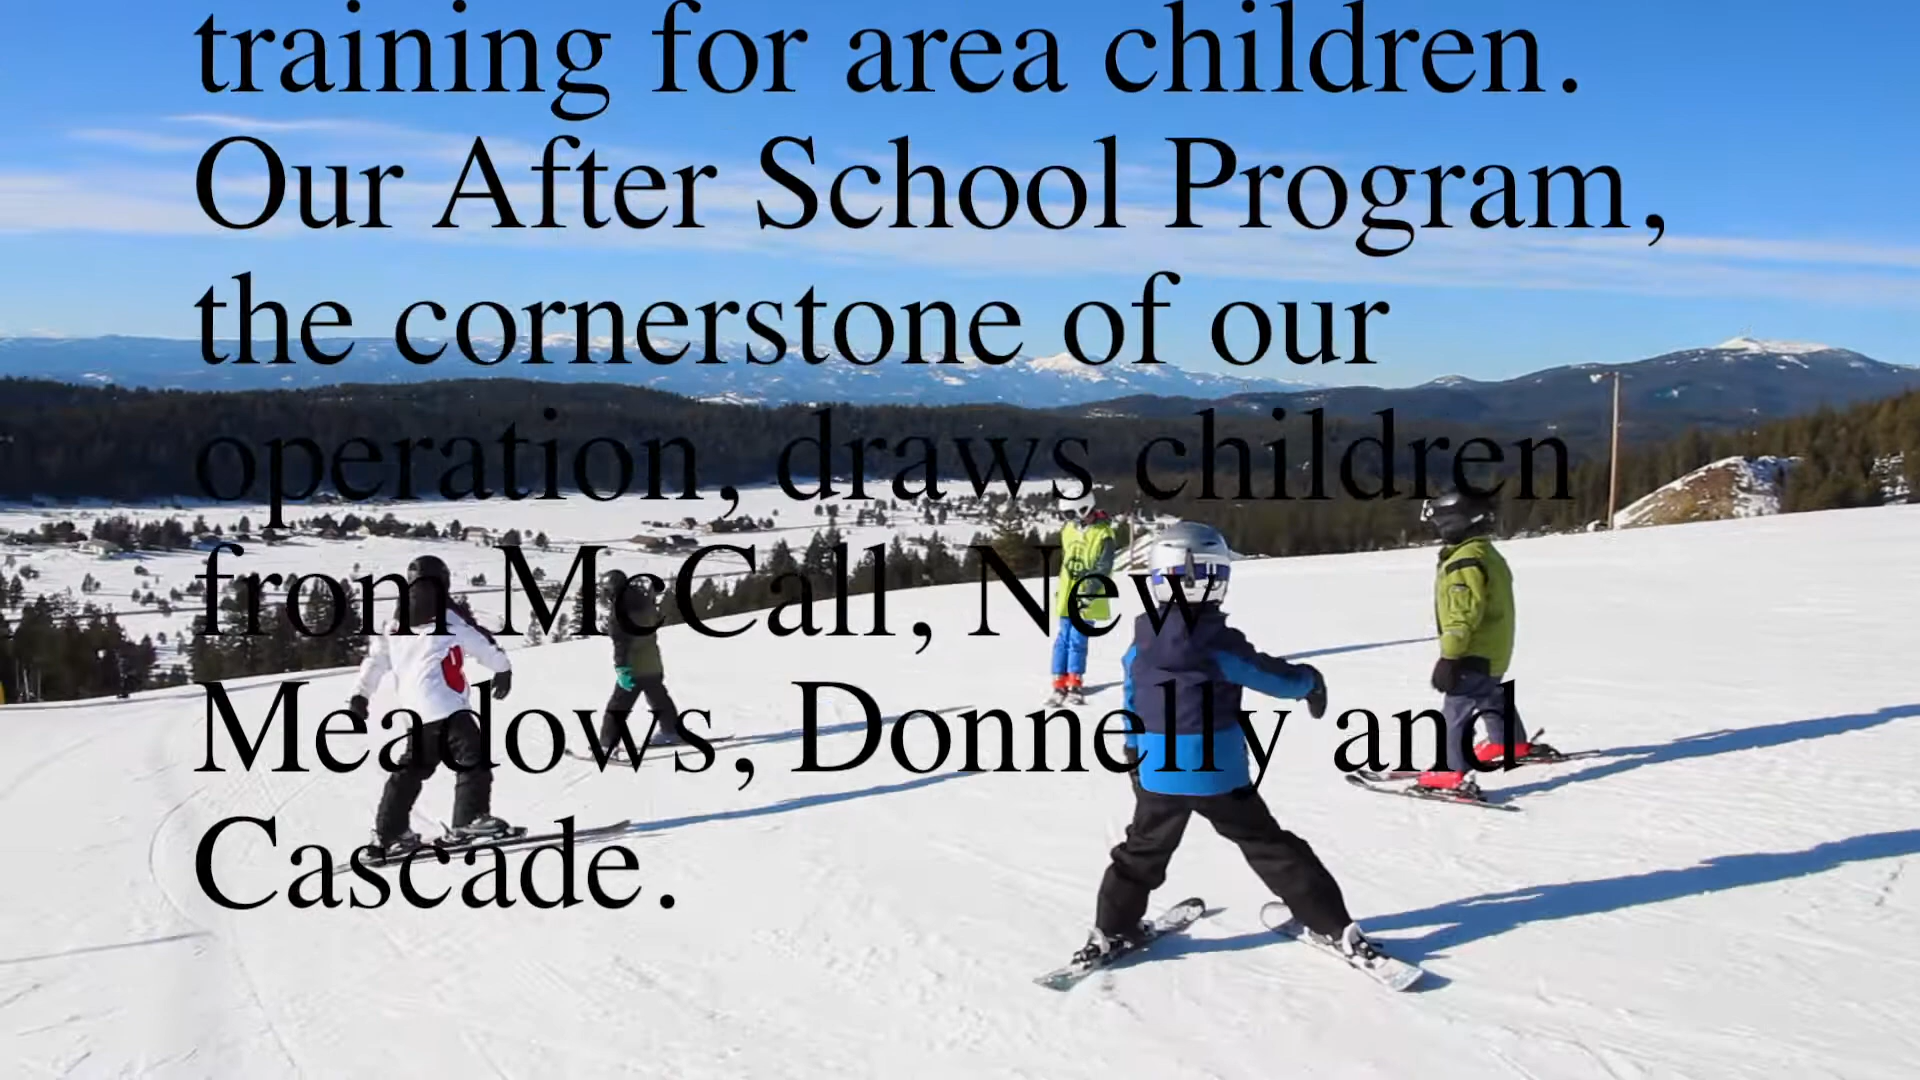 training for area children.
Our After School Program,
the cornerstone of our
operation, draws children
from McCall, New
Meadows, Donnelly and
Cascade.